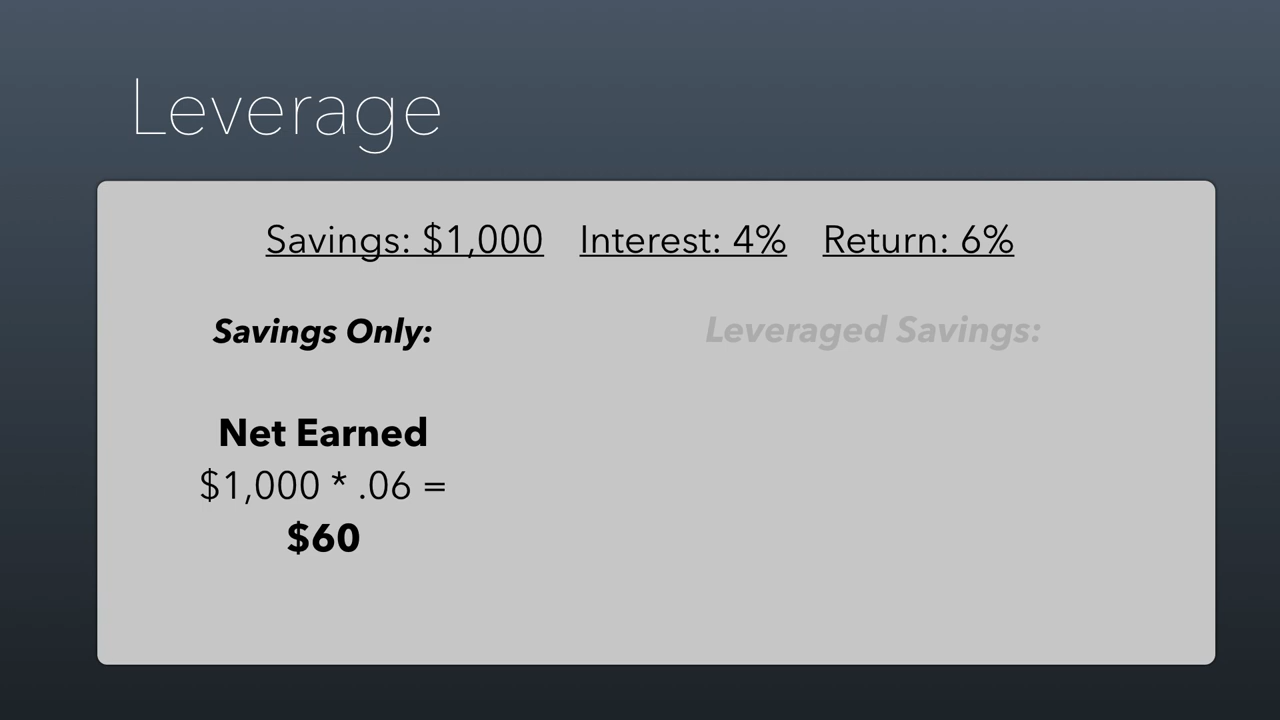 Leverage
Savings: $1,000 Interest: 4% Return: 6%
Savings Only:
Leveraged Savings:
Net Earned
$1,000 * .06 =
$60